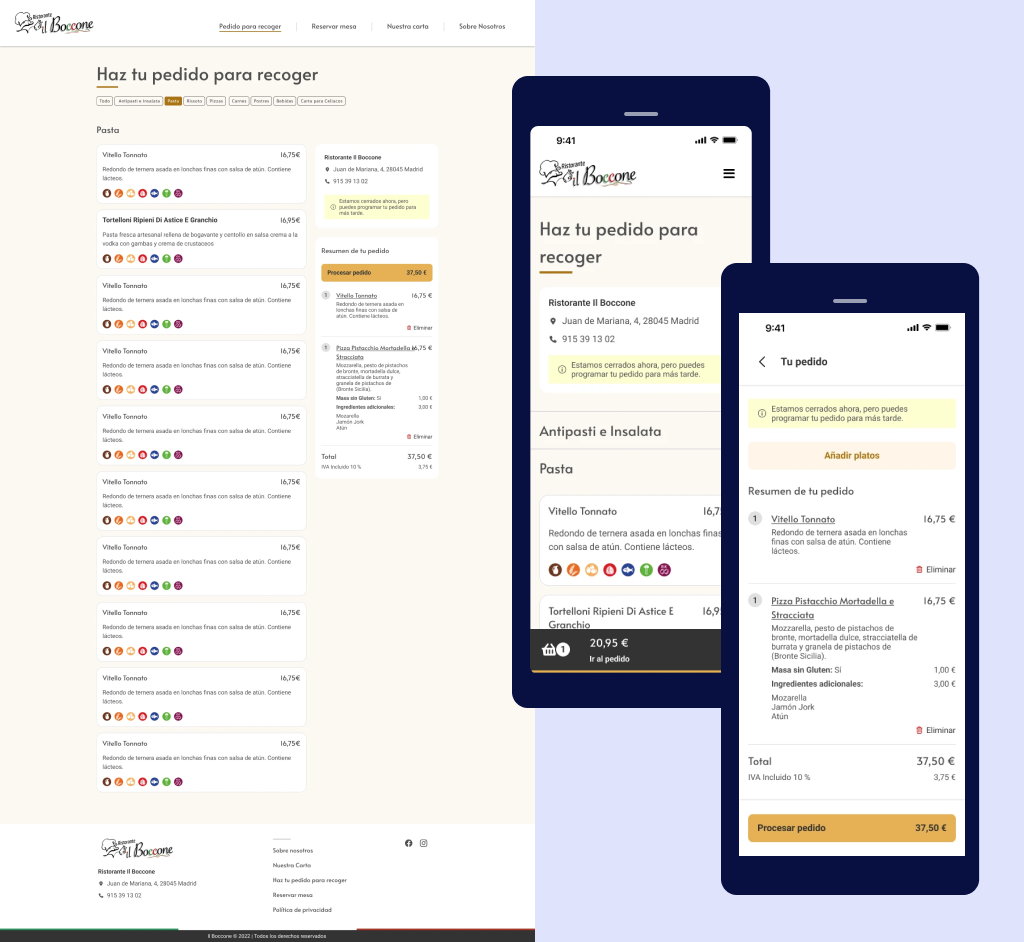 Ristorante
il Boccone
Pedido para recoger
Reservar mesa
Nuestra carta
Sobre Nosotros
Haz tu pedido para recoger
Todo
Antipasti e Insalata
Pasta
Risooto
Pizzas
Carnes
Postres
Bebidas
Carta para Celíacos
Pasta
Vitello Tonnato 16,75€
Redondo de ternera asada en lonchas finas con salsa de atún. Contiene
lácteos.
Tortelloni Ripieni Di Astice E Granchio 16,95€
Pasta fresca artesanal rellena de bogavante y centollo en salsa crema a la
vodka con gambas y crema de crustaceos
Vitello Tonnato 16,75€
Redondo de ternera asada en lonchas finas con salsa de atún. Contiene
lácteos.
Vitello Tonnato 16,75€
Redondo de ternera asada en lonchas finas con salsa de atún. Contiene
lácteos.
Vitello Tonnato 16,75€
Redondo de ternera asada en lonchas finas con salsa de atún. Contiene
lácteos.
Vitello Tonnato 16,75€
Redondo de ternera asada en lonchas finas con salsa de atún. Contiene
lácteos.
Vitello Tonnato 16,75€
Redondo de ternera asada en lonchas finas con salsa de atún. Contiene
lácteos.
Vitello Tonnato 16,75€
Redondo de ternera asada en lonchas finas con salsa de atún. Contiene
lácteos.
Vitello Tonnato 16,75€
Redondo de ternera asada en lonchas finas con salsa de atún. Contiene
lácteos.
Vitello Tonnato 16,75€
Redondo de ternera asada en lonchas finas con salsa de atún. Contiene
lácteos.
Ristorante Il Boccone
Juan de Mariana, 4, 28045 Madrid
915 39 13 02
Estamos cerrados ahora, pero
puedes programar tu pedido para
más tarde.
Resumen de tu pedido
Procesar pedido 37,50 €
1 Vitello Tonnato 16,75 €
Redondo de ternera asada en
lonchas finas con salsa de
atún. Contiene lácteos.
Eliminar
1 Pizza Pistacchio Mortadella e 16,75 €
Stracciata
Mozzarella, pesto de pistachos
de bronte, mortadella dulce,
stracciatella de burrata y
granela de pistachos de
(Bronte Sicilia).
Masa sin Gluten: Sí 1,00 €
Ingredientes adicionales: 3,00 €
Mozarella
Jamón Jork
Atún
Eliminar
Total 37,50 €
IVA Incluido 10 % 3,75 €
Ristorante
il Boccone
Ristorante Il Boccone
Juan de Mariana, 4, 28045 Madrid
915 39 13 02
Sobre nosotros
Nuestra Carta
Haz tu pedido para recoger
Reservar mesa
Política de privacidad
Il Boccone © 2022 | Todos los derechos reservados
9:41
Ristorante
il Boccone
Haz tu pedido para
recoger
Ristorante Il Boccone
Juan de Mariana, 4, 28045 Madrid
915 39 13 02
Estamos cerrados ahora, pero puedes
programar tu pedido para más tarde.
Antipasti e Insalata
Pasta
Vitello Tonnato 16,7
Redondo de ternera asada en lonchas finas
con salsa de atún. Contiene lácteos.
Tortelloni Ripieni Di Astice E 16,9
Granchio
1
20,95 €
Ir al pedido
9:41
Tu pedido
Estamos cerrados ahora, pero puedes
programar tu pedido para más tarde.
Añadir platos
Resumen de tu pedido
1 Vitello Tonnato 16,75 €
Redondo de ternera asada en lonchas
finas con salsa de atún. Contiene
lácteos.
Eliminar
1 Pizza Pistacchio Mortadella e 16,75 €
Stracciata
Mozzarella, pesto de pistachos de
bronte, mortadella dulce, stracciatella de
burrata y granela de pistachos de
(Bronte Sicilia).
Masa sin Gluten: Sí 1,00 €
Ingredientes adicionales: 3,00 €
Mozarella
Jamón Jork
Atún
Eliminar
Total 37,50 €
IVA Incluido 10 % 3,75 €
Procesar pedido 37,50 €